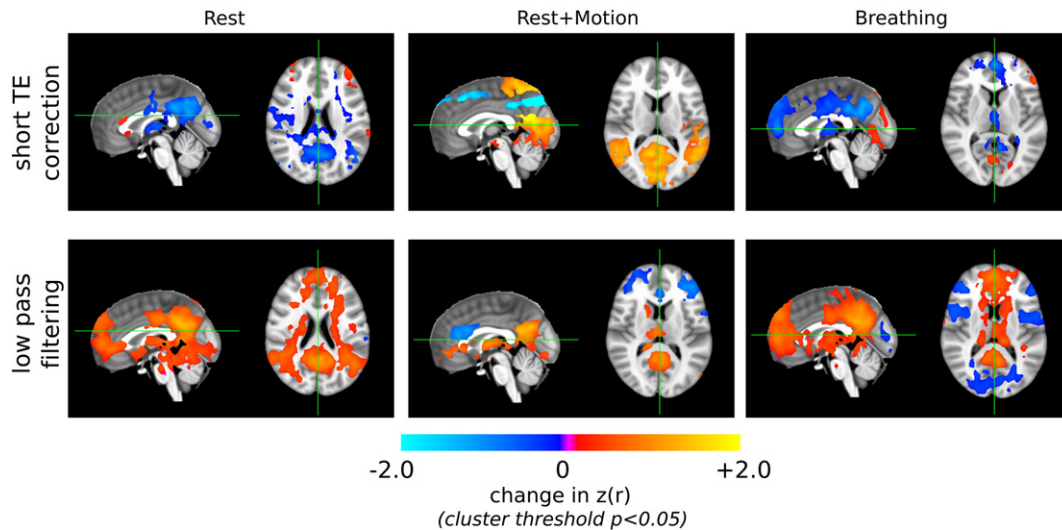 Rest
Rest+Motion
Breathing
short TE
correction
low pass
filtering
-2.0
0
+2.0
change in z(r)
(cluster threshold p<0.05)